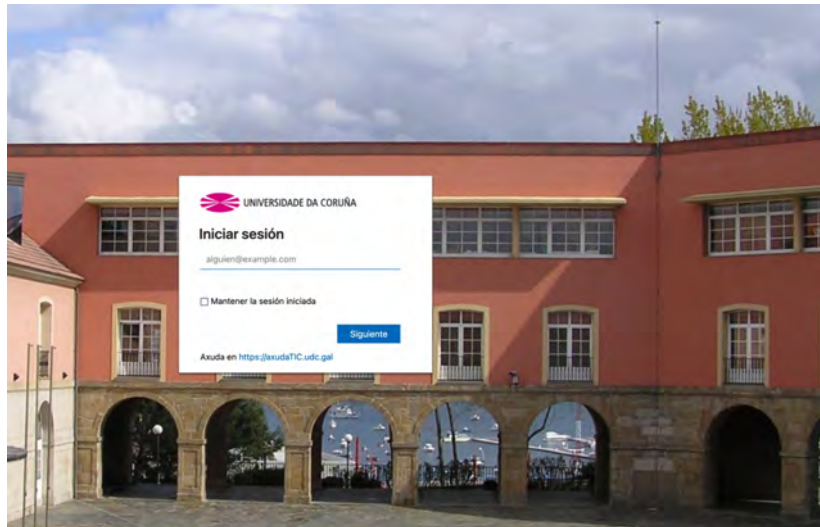 UNIVERSIDADE DA CORUÑA
Iniciar sesión
alguien@example.com
Mantener la sesión iniciada
Siguiente
Axuda en https://axudaTIC.udc.gal